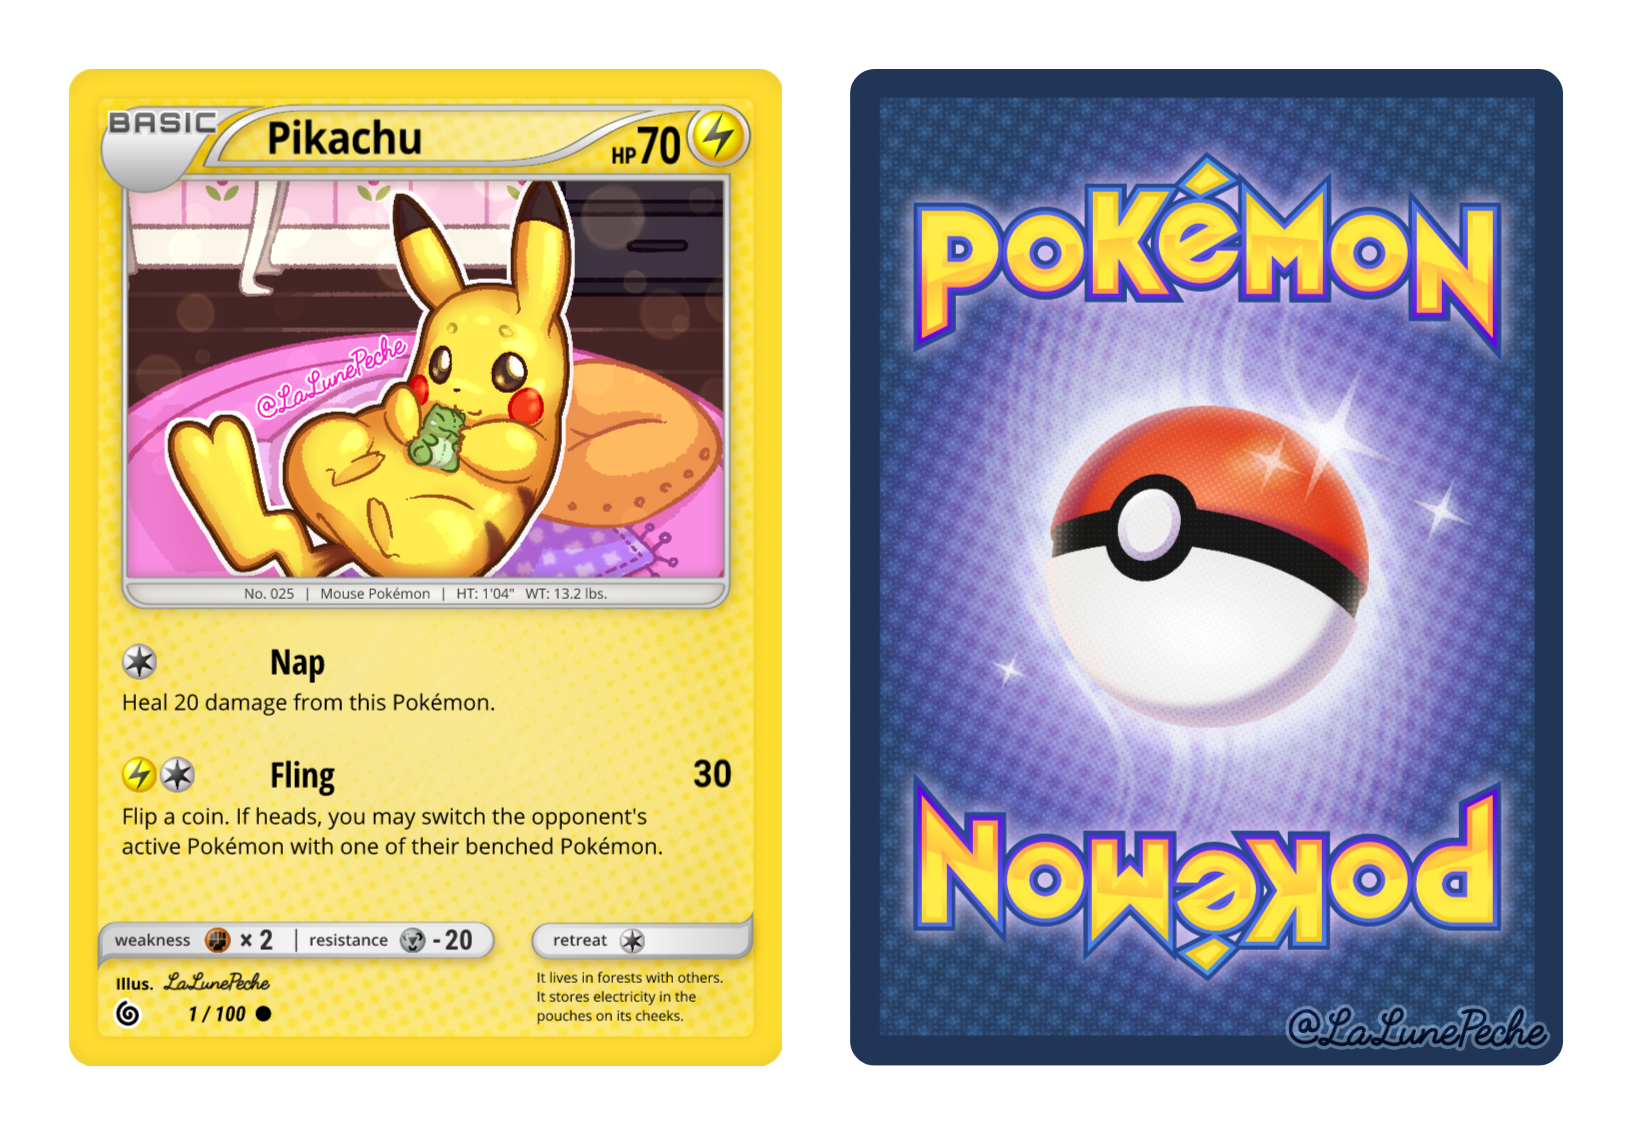 BASIC
Pikachu
HP 70
@LaLunePeche
No. 025 | Mouse Pokémon | HT: 1'04" WT: 13.2 lbs.
Nap
Heal 20 damage from this Pokémon.
Fling 30
Flip a coin. If heads, you may switch the opponent's
active Pokémon with one of their benched Pokémon.
weakness × 2 | resistance - 20
retreat
Illus. LaLunePeche
1 / 100
It lives in forests with others.
It stores electricity in the
pouches on its cheeks.
POKéMON
POKéMON
@LaLunePeche